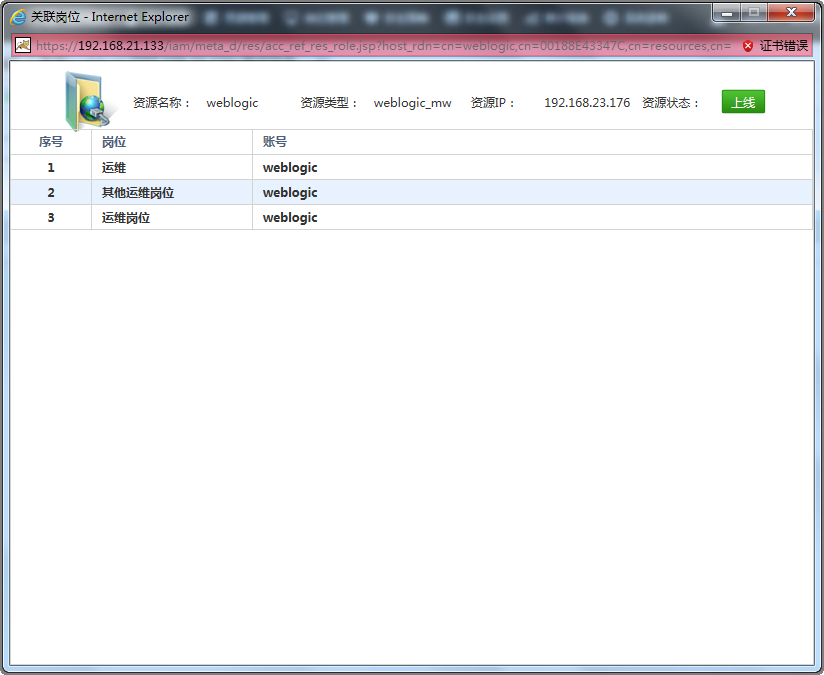 关联岗位 - Internet Explorer
https://192.168.21.133/iam/meta_d/res/acc_ref_res_role.jsp?host_rdn=cn=weblogic,cn=00188E43347C,cn=resources,cn= 证书错误
资源名称： weblogic 资源类型： weblogic_mw 资源IP： 192.168.23.176 资源状态： 上线
序号 岗位 账号
1 运维 weblogic
2 其他运维岗位 weblogic
3 运维岗位 weblogic